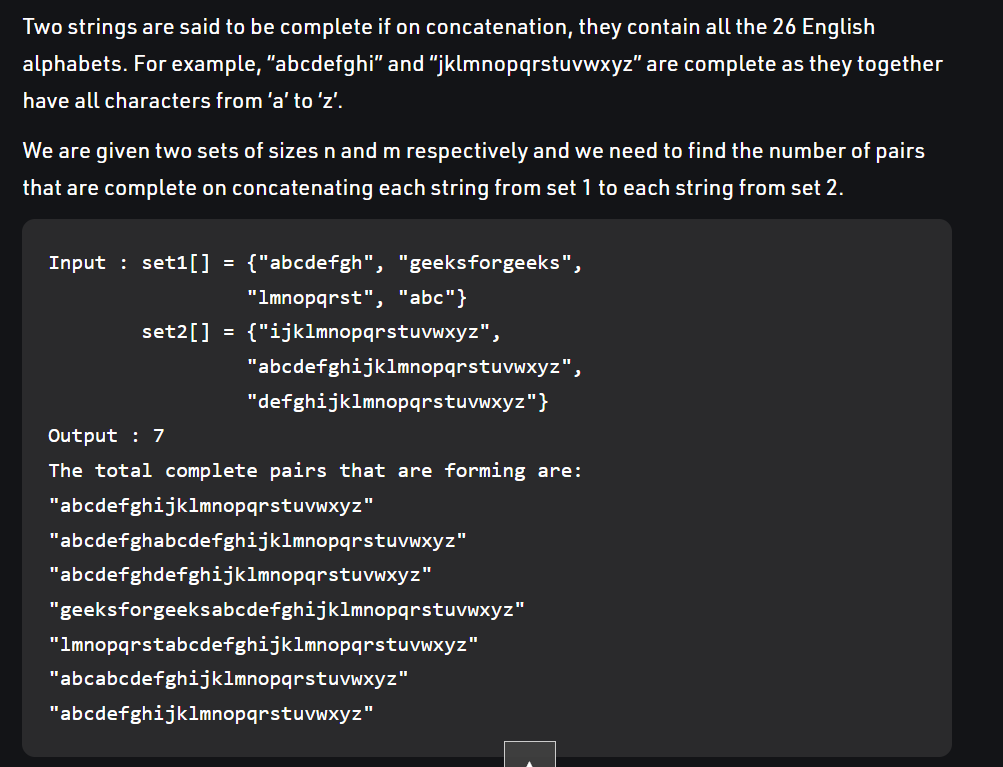 Two strings are said to be complete if on concatenation, they contain all the 26 English
alphabets. For example, “abcdefghi” and “jklmnopqrstuvwxyz” are complete as they together
have all characters from ‘a’ to ‘z’.
We are given two sets of sizes n and m respectively and we need to find the number of pairs
that are complete on concatenating each string from set 1 to each string from set 2.
Input : set1[] = {"abcdefgh", "geeksforgeeks",
"lmnopqrst", "abc"}
set2[] = {"ijklmnopqrstuvwxyz",
"abcdefghijklmnopqrstuvwxyz",
"defghijklmnopqrstuvwxyz"}
Output : 7
The total complete pairs that are forming are:
"abcdefghijklmnopqrstuvwxyz"
"abcdefghabcdefghijklmnopqrstuvwxyz"
"abcdefghdefghijklmnopqrstuvwxyz"
"geeksforgeeksabcdefghijklmnopqrstuvwxyz"
"lmnopqrstabcdefghijklmnopqrstuvwxyz"
"abcabcdefghijklmnopqrstuvwxyz"
"abcdefghijklmnopqrstuvwxyz"